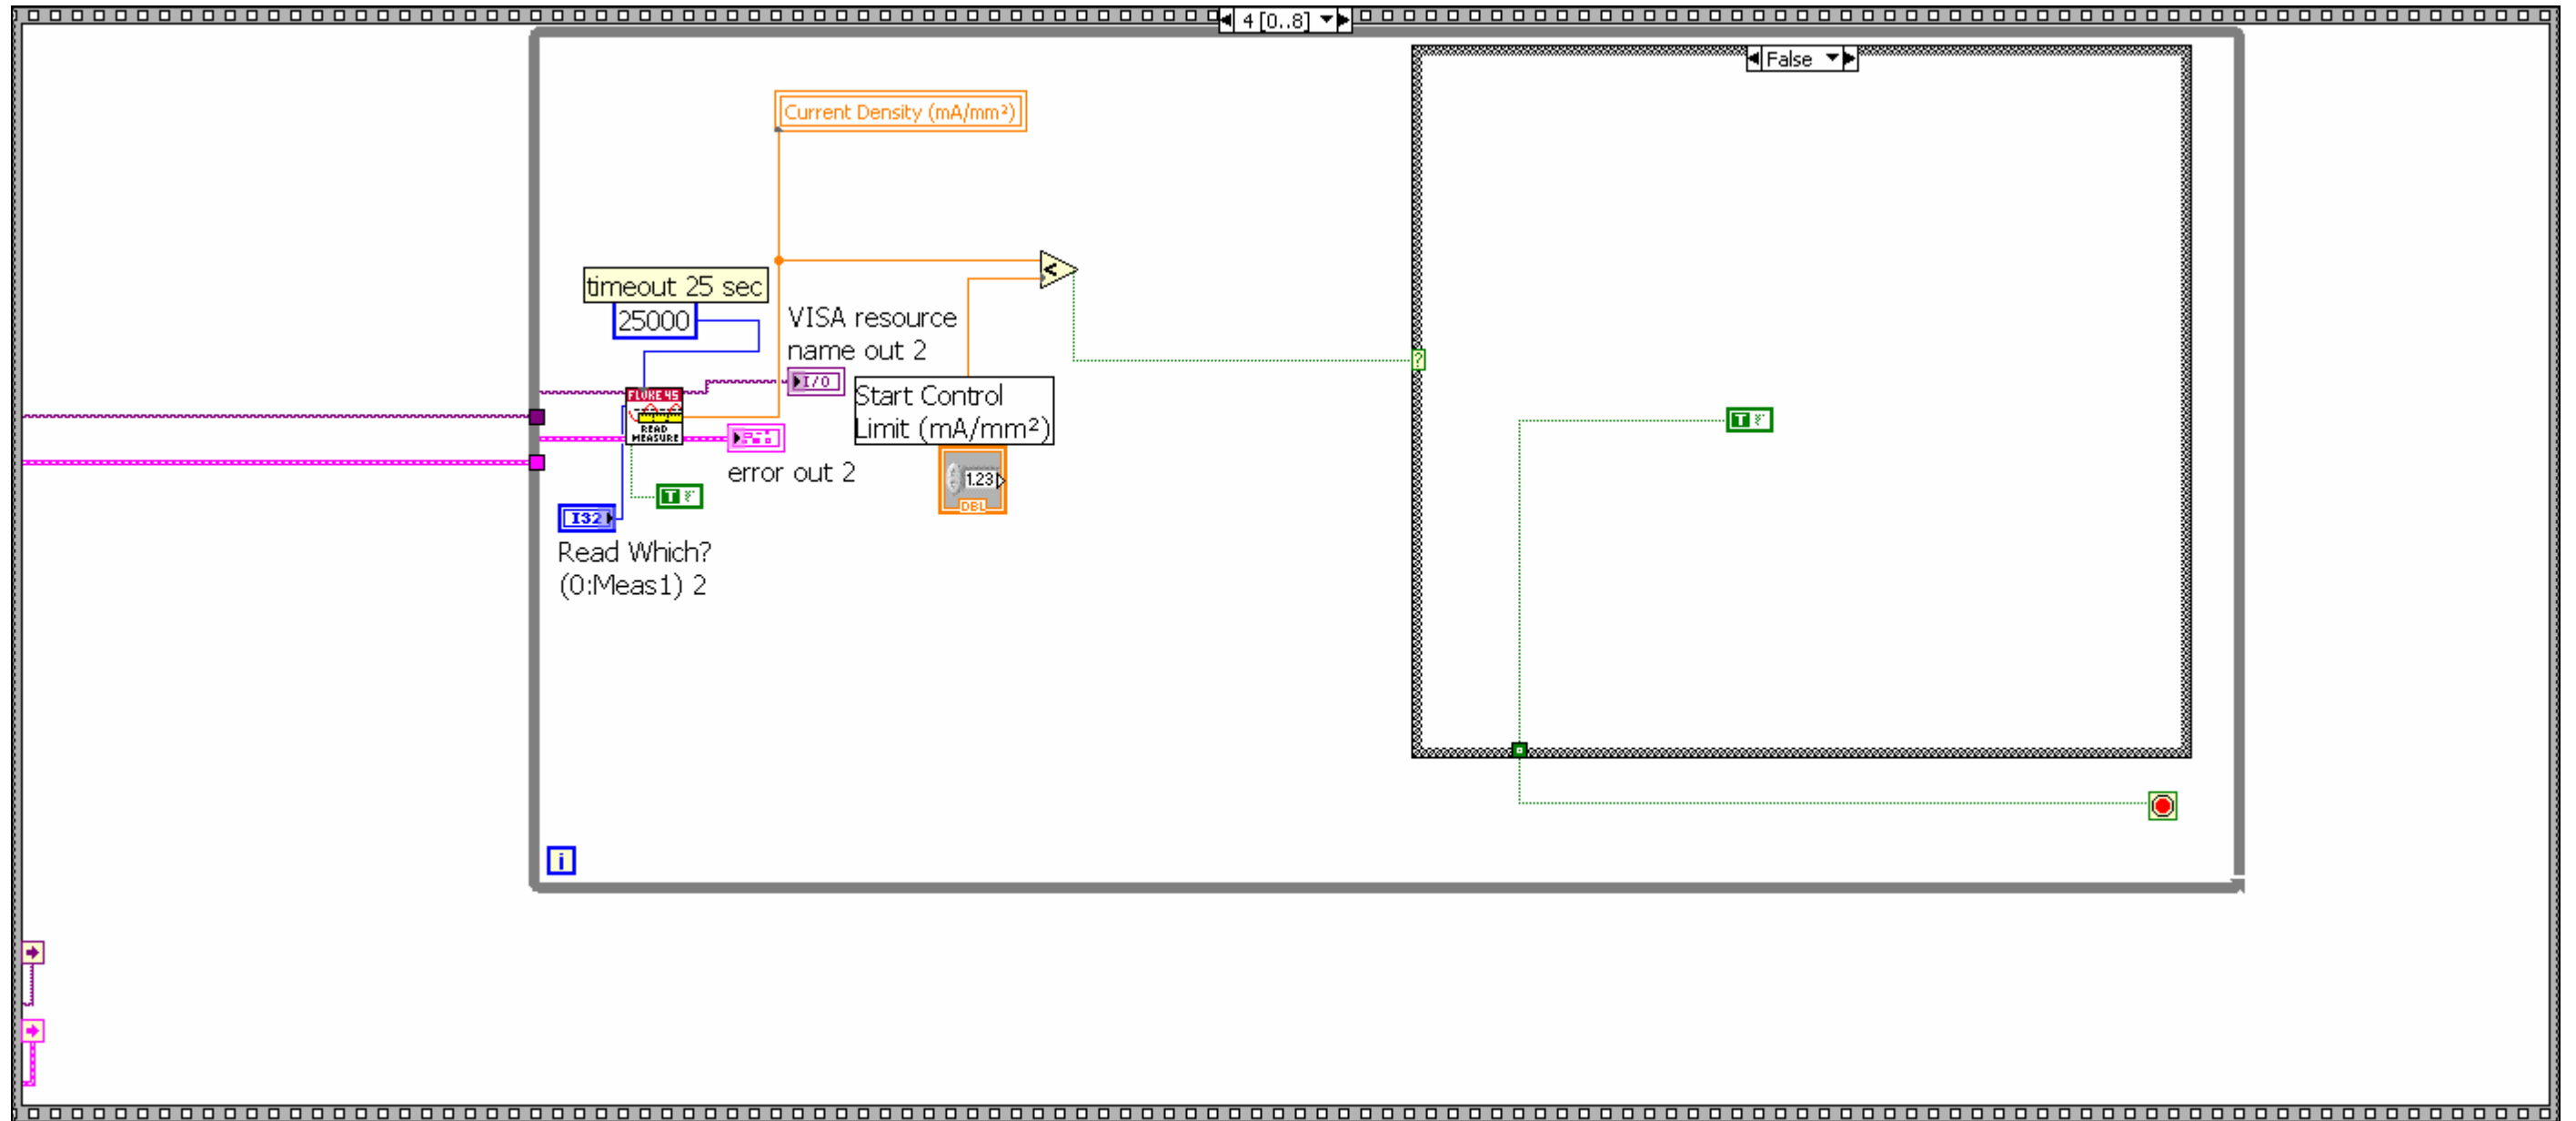 4 [0..8]
False
Current Density (mA/mm²)
timeout 25 sec
25000
VISA resource
name out 2
I/O
FLUKE 45
READ
MEASURE
Start Control
Limit (mA/mm²)
error out 2
1.23
DBL
T
I32
Read Which?
(0:Meas1) 2
<
?
T
i